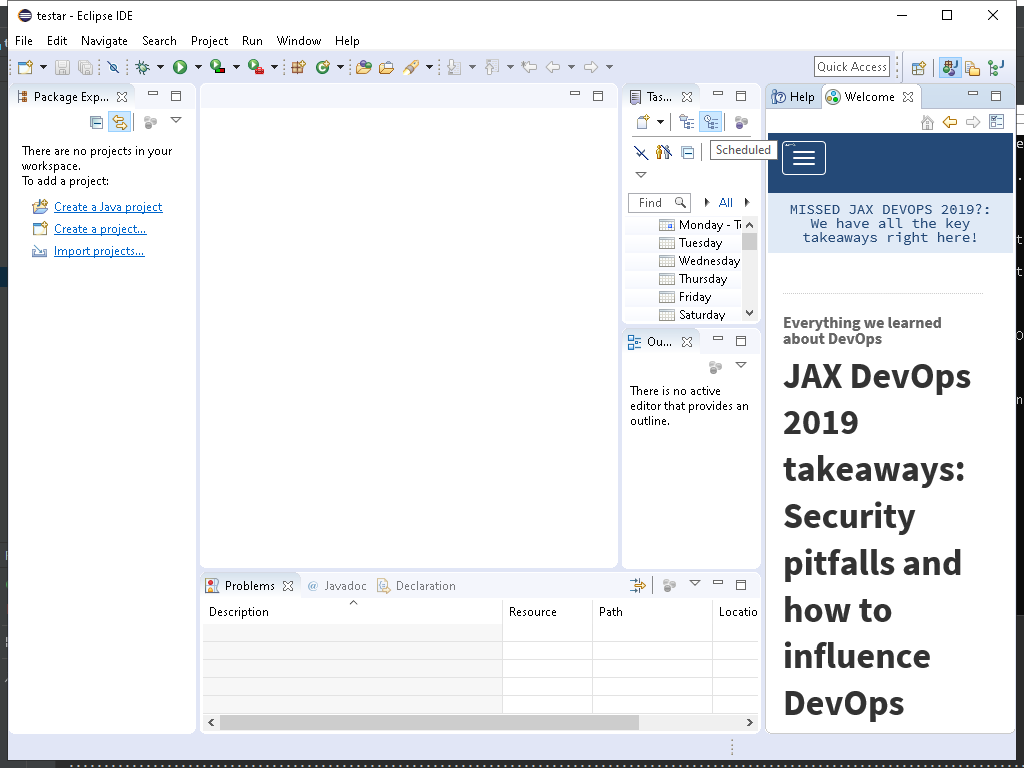 testar - Eclipse IDE
File Edit Navigate Search Project Run Window Help
Quick Access
Package Exp...
There are no projects in your
workspace.
To add a project:
Create a Java project
Create a project...
Import projects...
Tas...
Scheduled
Find
All
Monday - T
Tuesday
Wednesday
Thursday
Friday
Saturday
Ou...
There is no active
editor that provides an
outline.
Help Welcome
MISSED JAX DEVOPS 2019?:
We have all the key
takeaways right here!
Everything we learned
about DevOps
JAX DevOps
2019
takeaways:
Security
pitfalls and
how to
influence
DevOps
Problems @ Javadoc Declaration
Description Resource Path Locatio